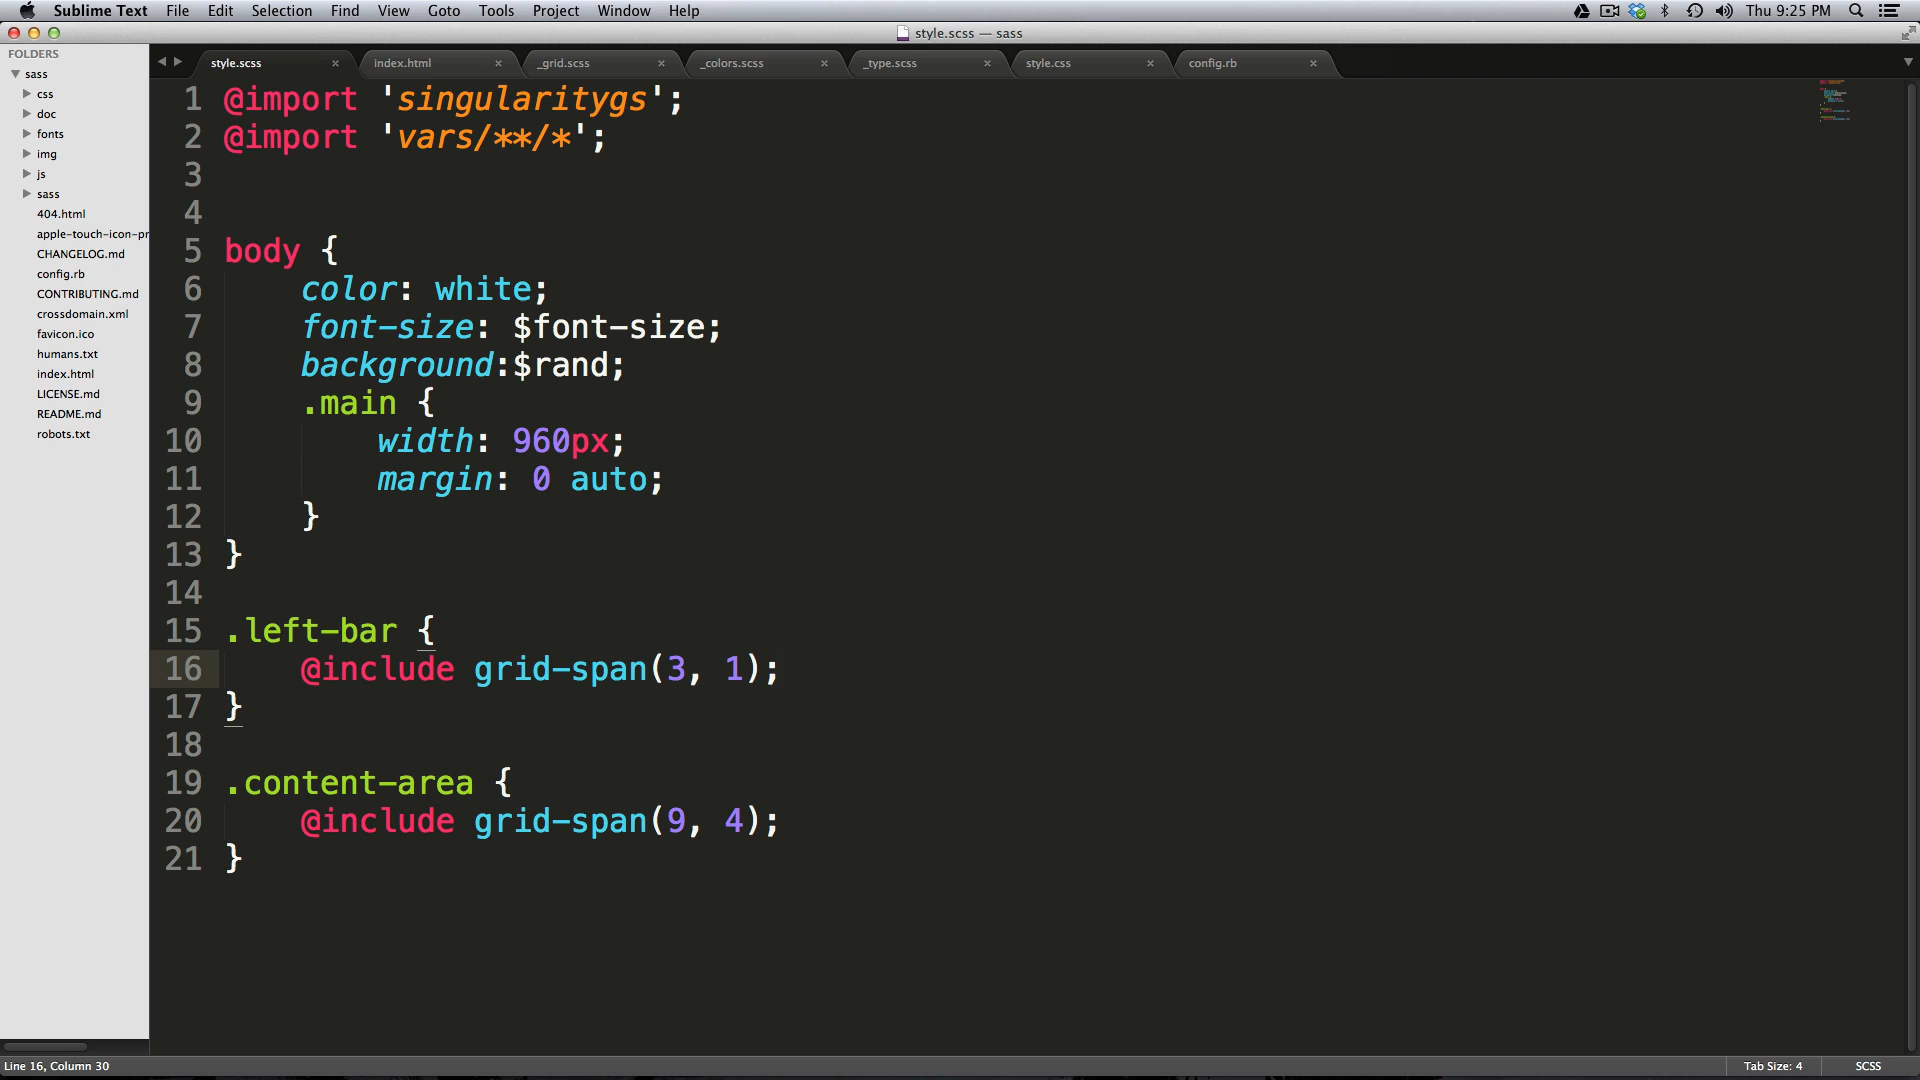 Sublime Text File Edit Selection Find View Goto Tools Project Window Help Thu 9:25 PM
style.scss — sass
FOLDERS
sass
css
doc
fonts
img
js
sass
404.html
apple-touch-icon-pr
CHANGELOG.md
config.rb
CONTRIBUTING.md
crossdomain.xml
favicon.ico
humans.txt
index.html
LICENSE.md
README.md
robots.txt
style.scss × index.html × _grid.scss × _colors.scss × _type.scss × style.css × config.rb ×
1 @import 'singularitygs';
2 @import 'vars/**/*';
3
4
5 body {
6     color: white;
7     font-size: $font-size;
8     background:$rand;
9     .main {
10         width: 960px;
11         margin: 0 auto;
12     }
13 }
14
15 .left-bar {
16     @include grid-span(3, 1);
17 }
18
19 .content-area {
20     @include grid-span(9, 4);
21 }
Line 16, Column 30 Tab Size: 4 SCSS